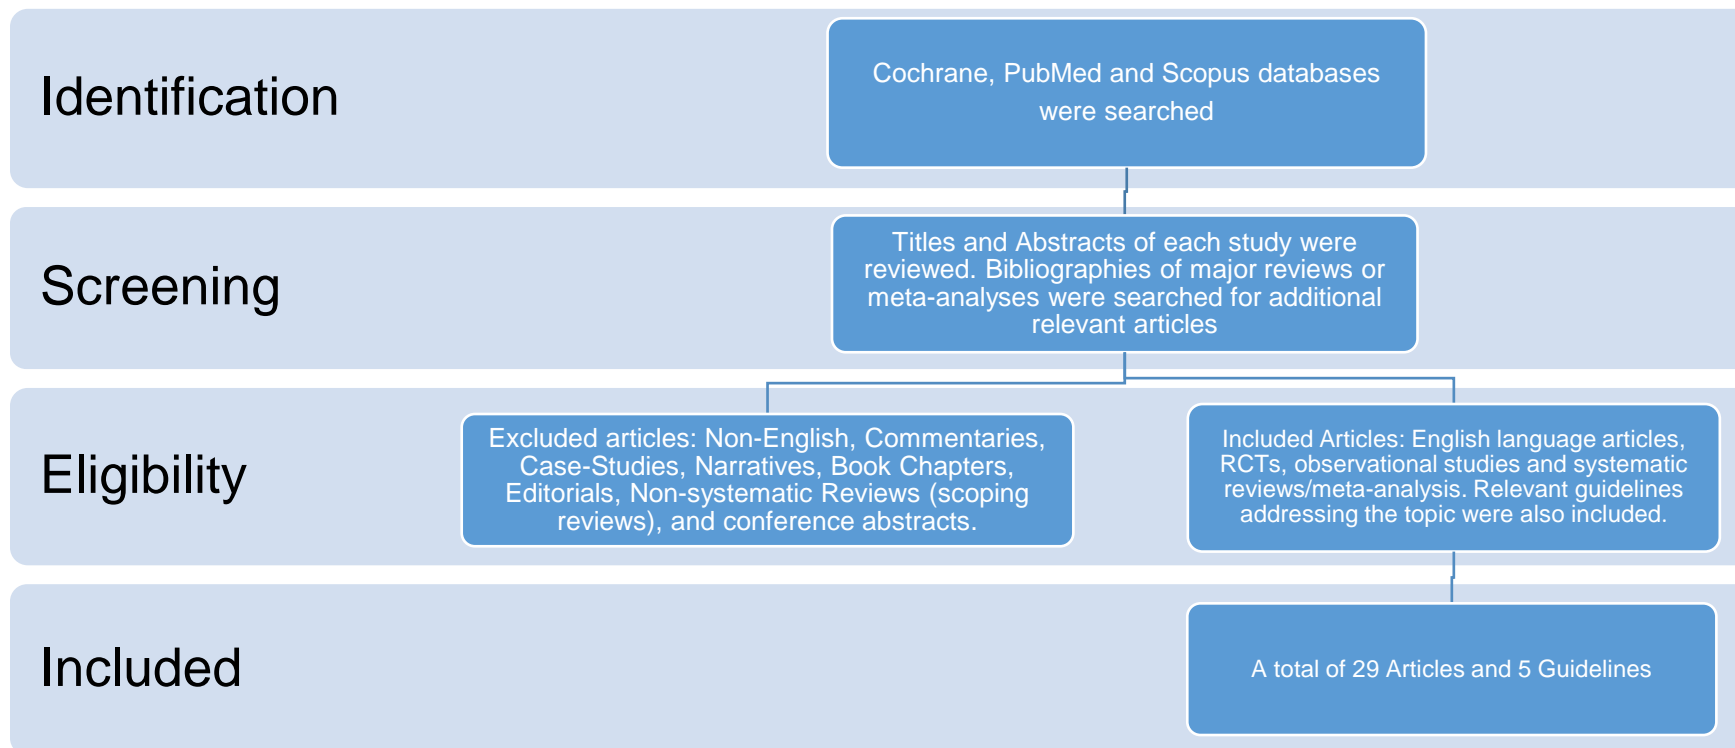 Identification
Cochrane, PubMed and Scopus databases
were searched
Screening
Titles and Abstracts of each study were
reviewed. Bibliographies of major reviews or
meta-analyses were searched for additional
relevant articles
Eligibility
Excluded articles: Non-English, Commentaries,
Case-Studies, Narratives, Book Chapters,
Editorials, Non-systematic Reviews (scoping
reviews), and conference abstracts.
Included Articles: English language articles,
RCTs, observational studies and systematic
reviews/meta-analysis. Relevant guidelines
addressing the topic were also included.
Included
A total of 29 Articles and 5 Guidelines